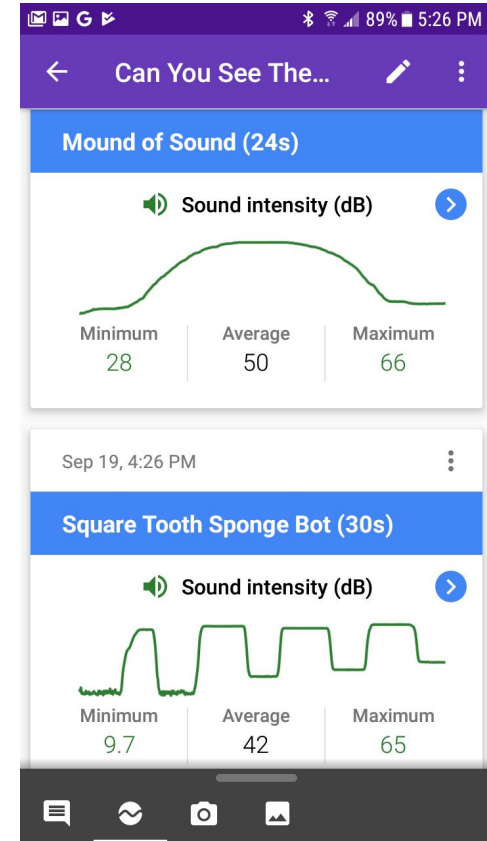 89% 5:26 PM
Can You See The...
Mound of Sound (24s)
Sound intensity (dB)
Minimum Average Maximum
28 50 66
Sep 19, 4:26 PM
Square Tooth Sponge Bot (30s)
Sound intensity (dB)
Minimum Average Maximum
9.7 42 65